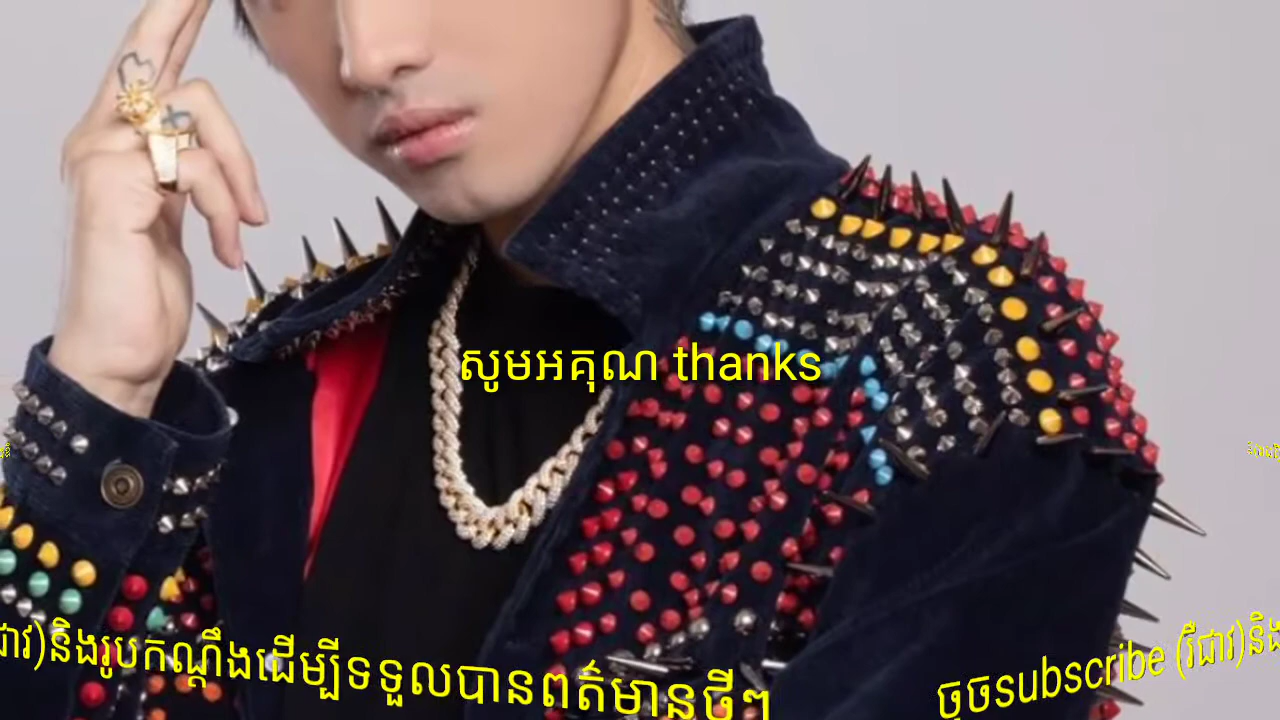 សូមអគុណ thanks
ជាវ)និងរូបកណ្ដឹងដើម្បីទទួលបានពត៌មានថីៗ
ចុចsubscribe (រឺជាវ)និង